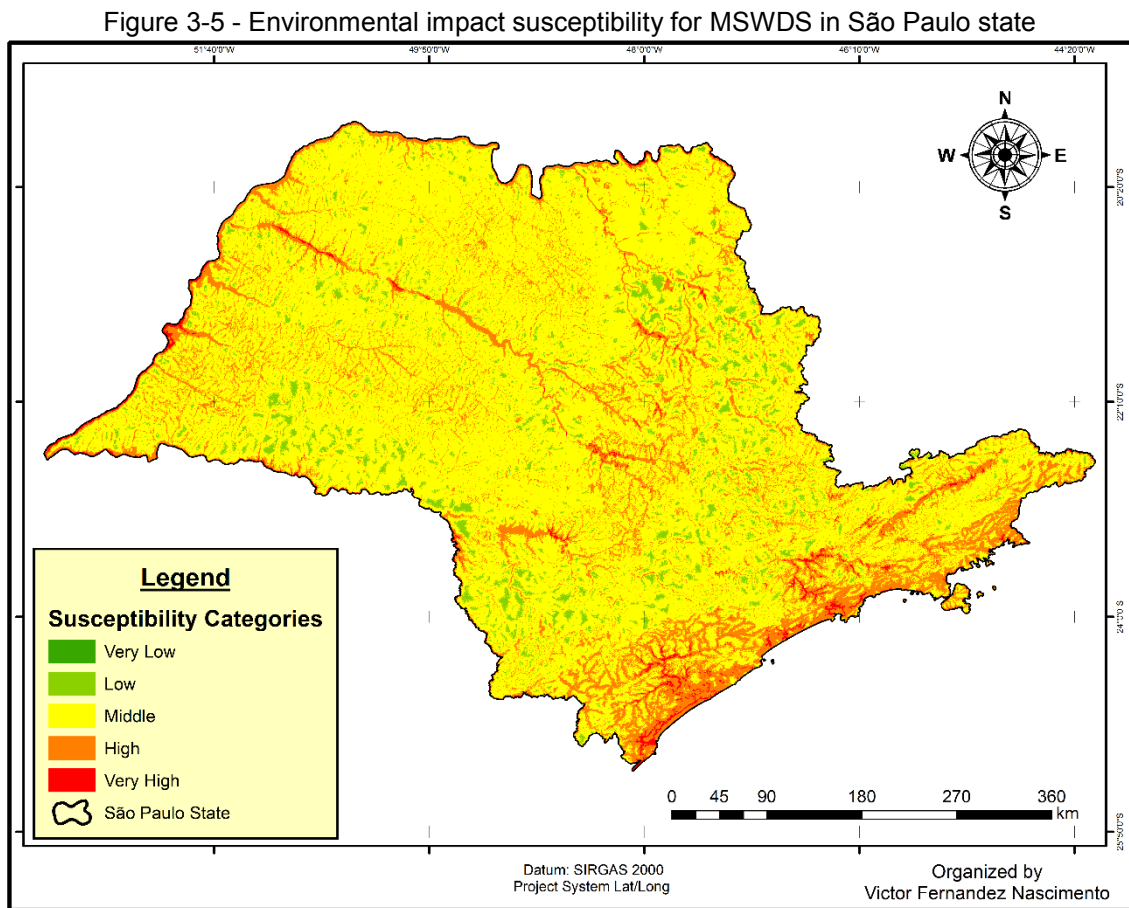 Figure 3-5 - Environmental impact susceptibility for MSWDS in São Paulo state
51°40'0"W 49°50'0"W 48°0'0"W 46°10'0"W 44°20'0"W
N
W E
S
20°20'0"S
22°10'0"S
24°0'0"S
25°50'0"S
Legend
Susceptibility Categories
Very Low
Low
Middle
High
Very High
São Paulo State
0 45 90 180 270 360
km
Datum: SIRGAS 2000
Project System Lat/Long
Organized by
Victor Fernandez Nascimento